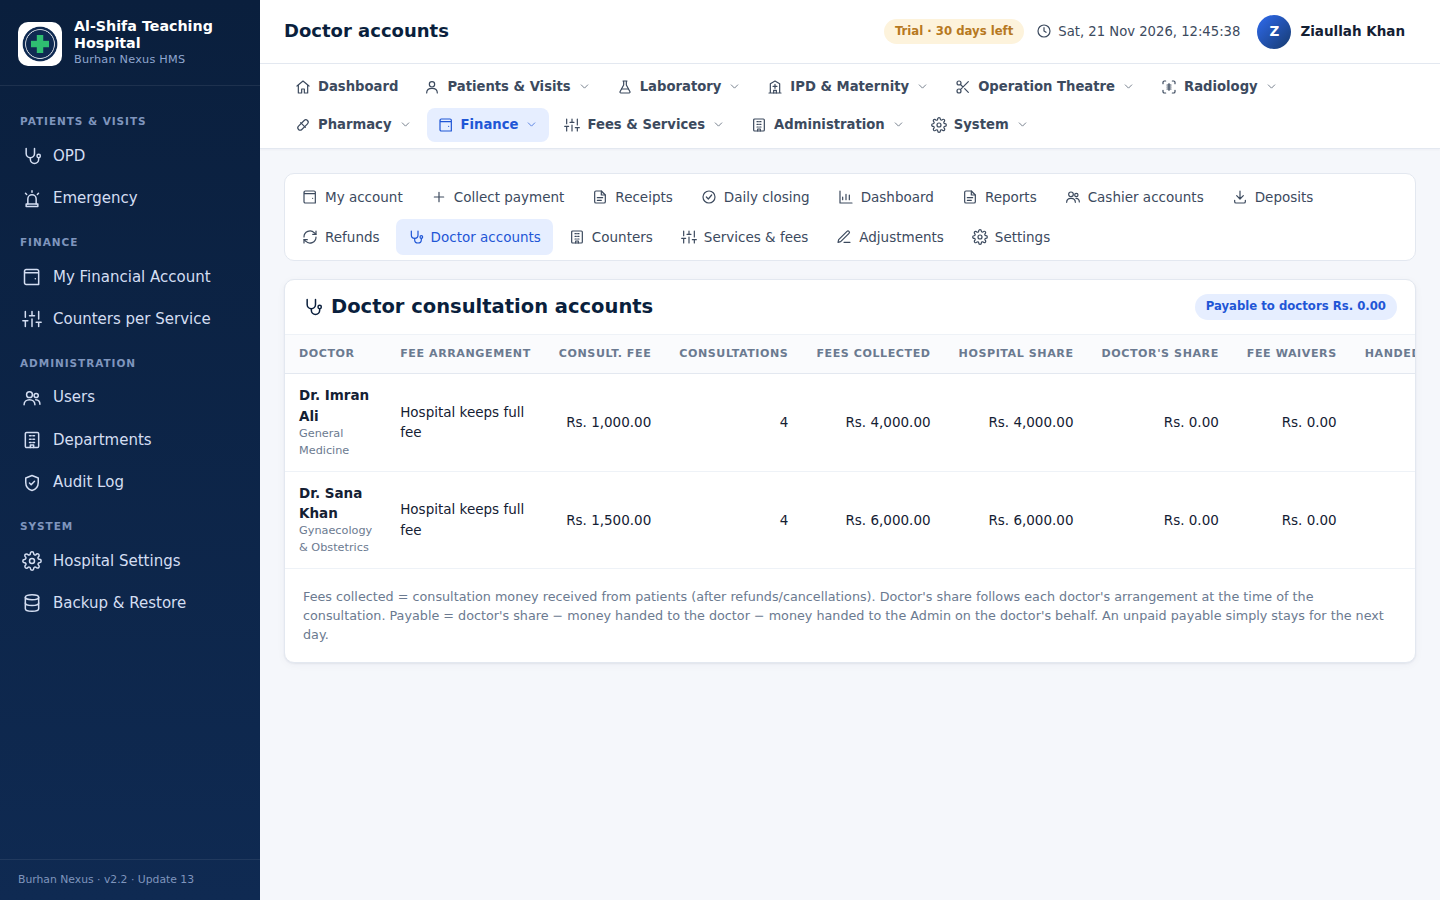 Al-Shifa Teaching
Hospital
Burhan Nexus HMS
PATIENTS & VISITS
OPD
Emergency
FINANCE
My Financial Account
Counters per Service
ADMINISTRATION
Users
Departments
Audit Log
SYSTEM
Hospital Settings
Backup & Restore
Burhan Nexus · v2.2 · Update 13
Doctor accounts
Trial · 30 days left
Sat, 21 Nov 2026, 12:45:38
Z
Ziaullah Khan
Dashboard Patients & Visits Laboratory IPD & Maternity Operation Theatre Radiology
Pharmacy Finance Fees & Services Administration System
My account Collect payment Receipts Daily closing Dashboard Reports Cashier accounts Deposits
Refunds Doctor accounts Counters Services & fees Adjustments Settings
Doctor consultation accounts
Payable to doctors Rs. 0.00
DOCTOR FEE ARRANGEMENT CONSULT. FEE CONSULTATIONS FEES COLLECTED HOSPITAL SHARE DOCTOR'S SHARE FEE WAIVERS
Dr. Imran
Ali
General
Medicine
Hospital keeps full
fee
Rs. 1,000.00 4 Rs. 4,000.00 Rs. 4,000.00 Rs. 0.00 Rs. 0.00
Dr. Sana
Khan
Gynaecology
& Obstetrics
Hospital keeps full
fee
Rs. 1,500.00 4 Rs. 6,000.00 Rs. 6,000.00 Rs. 0.00 Rs. 0.00
Fees collected = consultation money received from patients (after refunds/cancellations). Doctor's share follows each doctor's arrangement at the time of the
consultation. Payable = doctor's share − money handed to the doctor − money handed to the Admin on the doctor's behalf. An unpaid payable simply stays for the next
day.